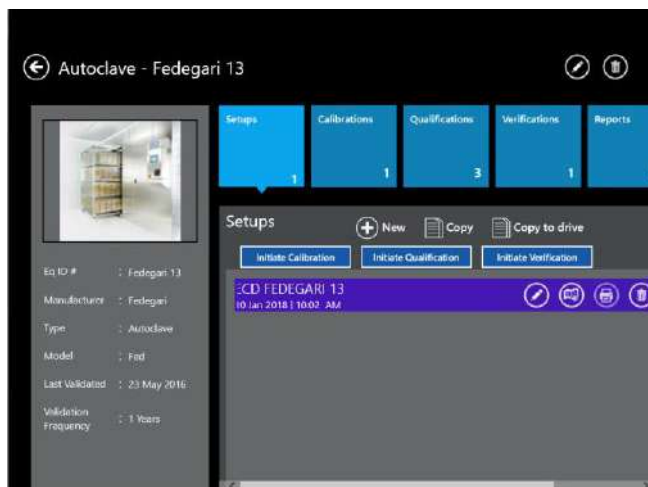 Autoclave - Fedegari 13
Setups
1
Calibrations
1
Qualifications
3
Verifications
1
Reports
Eq ID # : Fedegari 13
Manufacturer : Fedegari
Type : Autoclave
Model : Fed
Last Validated : 23 May 2016
Validation
Frequency : 1 Years
Setups
New
Copy
Copy to drive
Initiate Calibration
Initiate Qualification
Initiate Verification
ECD FEDEGARI 13
10 Jan 2018 | 10:02 AM